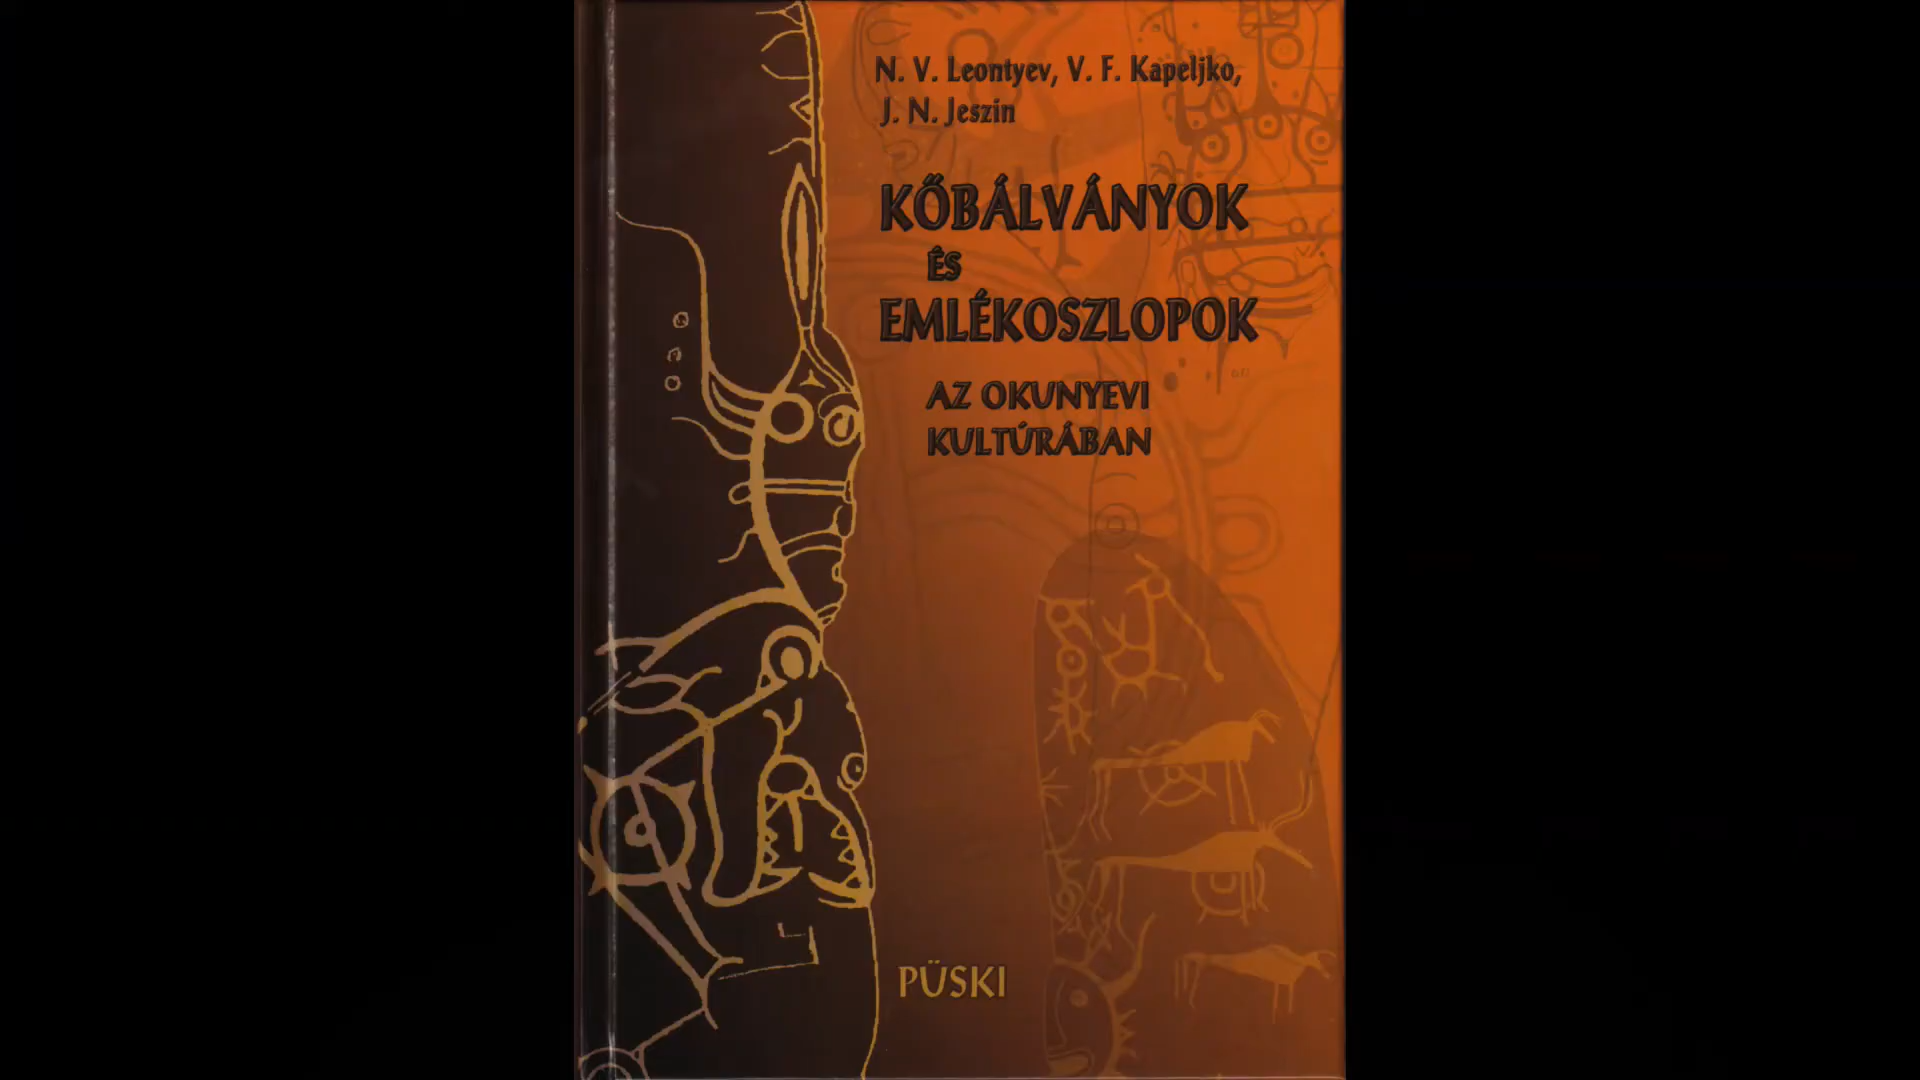 N. V. Leontyev, V. F. Kapeljko,
J. N. Jeszin
KŐBÁLVÁNYOK
ÉS
EMLÉKOSZLOPOK
AZ OKUNYEVI
KULTÚRÁBAN
PÜSKI